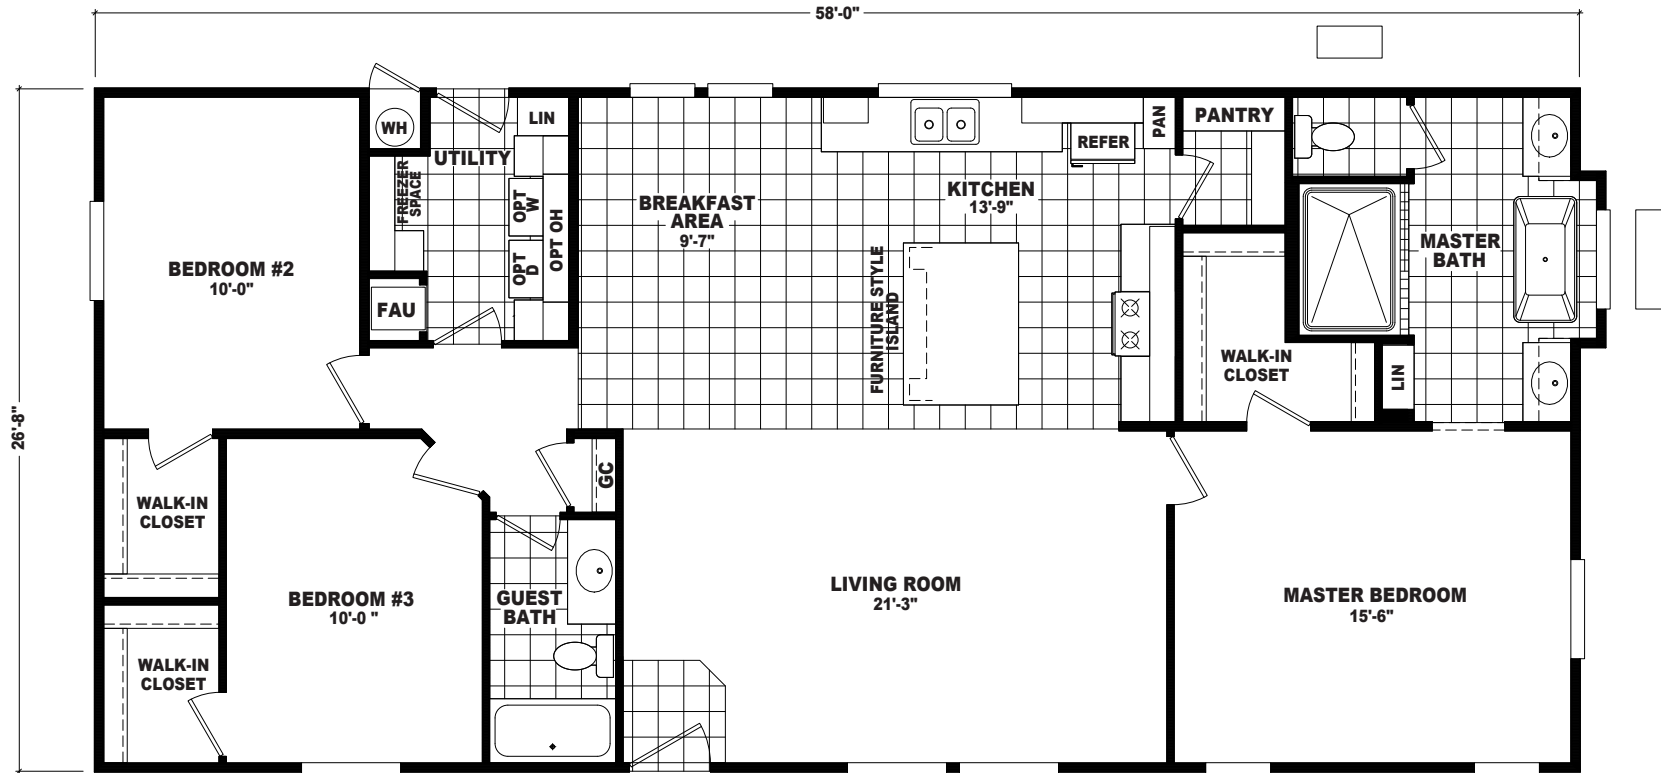 58'-0"
26'-8"
WH
UTILITY
LIN
FREEZER
SPACE
OPT
W
OPT
D
OPT OH
FAU
BEDROOM #2
10'-0"
BREAKFAST
AREA
9'-7"
KITCHEN
13'-9"
REFER
PAN
PANTRY
FURNITURE STYLE
ISLAND
MASTER
BATH
WALK-IN
CLOSET
LIN
WALK-IN
CLOSET
GC
WALK-IN
CLOSET
BEDROOM #3
10'-0 "
GUEST
BATH
LIVING ROOM
21'-3"
MASTER BEDROOM
15'-6"